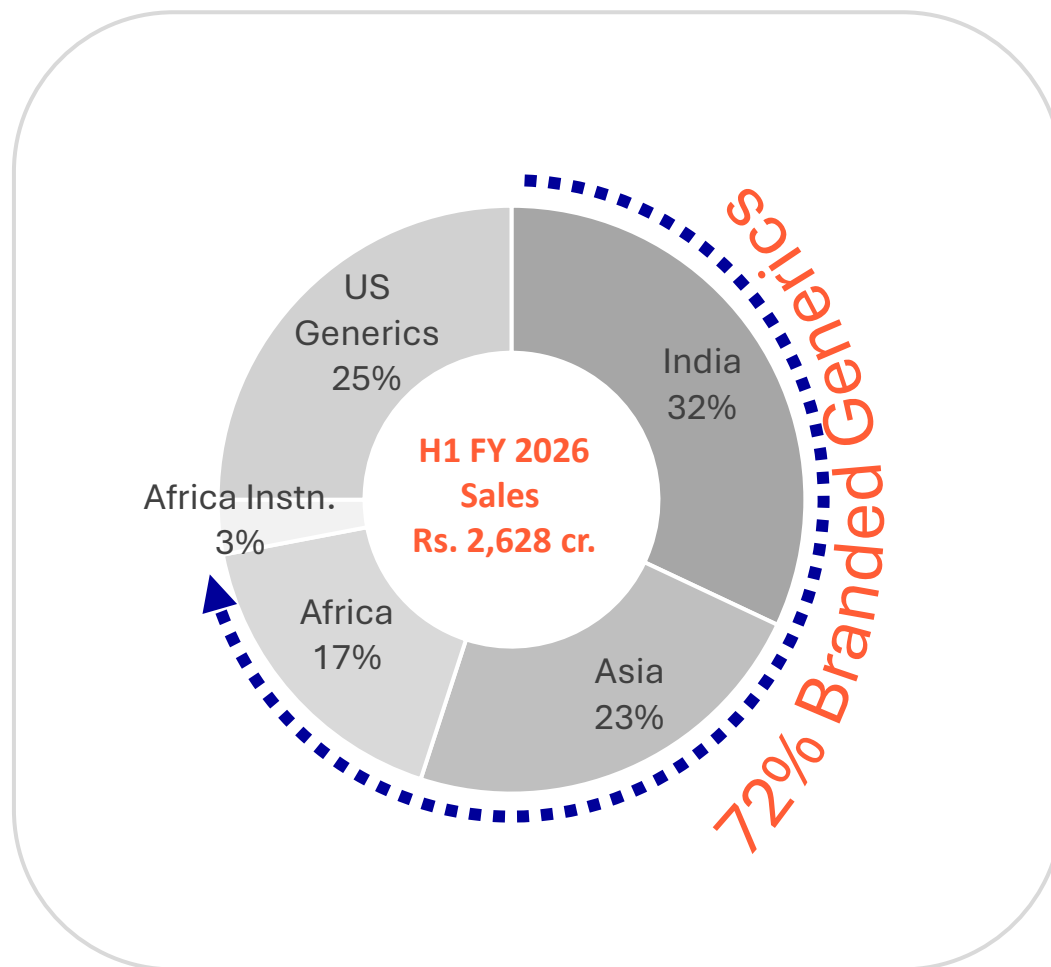 US
Generics
25%
India
32%
H1 FY 2026
Sales
Rs. 2,628 cr.
Africa Instn.
3%
Africa
17%
Asia
23%
72% Branded Generics